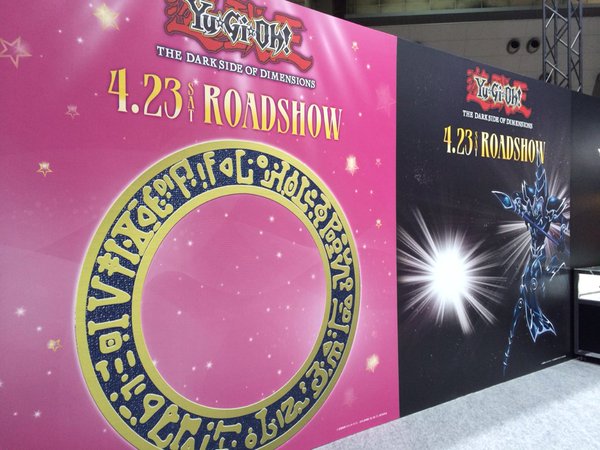 Yu-Gi-Oh!
THE DARK SIDE OF DIMENSIONS
4.23 SAT ROADSHOW
Yu-Gi-Oh!
THE DARK SIDE OF DIMENSIONS
4.23 SAT ROADSHOW